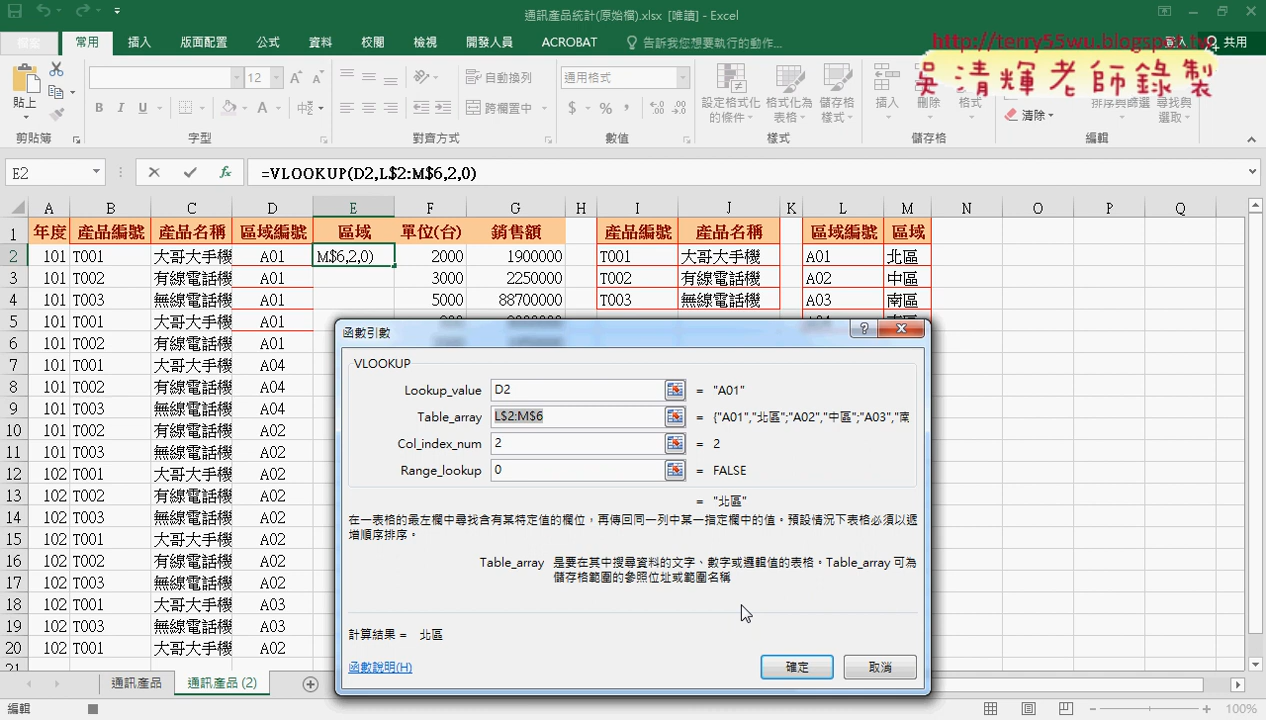 通訊產品統計(原始檔).xlsx [唯讀] - Excel
http://terry55wu.blogspot.tw
吳清輝老師錄製
常用 插入 版面配置 公式 資料 校閱 檢視 開發人員 ACROBAT 告訴我您想要執行的動作... 共用
貼上 12 自動換列 通用格式 設定格式化的條件 格式化為表格 儲存格樣式 插入 刪除 格式 清除 排序與篩選 尋找與選取
B I U 跨欄置中 $ % ,
剪貼簿 字型 對齊方式 數值 樣式 儲存格 編輯
E2 fx =VLOOKUP(D2,L$2:M$6,2,0)
A B C D E F G H I J K L M N O P Q
1 年度 產品編號 產品名稱 區域編號 區域 單位(台) 銷售額 產品編號 產品名稱 區域編號 區域
2 101 T001 大哥大手機 A01 M$6,2,0) 2000 1900000 T001 大哥大手機 A01 北區
3 101 T002 有線電話機 A01 3000 2250000 T002 有線電話機 A02 中區
4 101 T003 無線電話機 A01 5000 88700000 T003 無線電話機 A03 南區
5 101 T001 大哥大手機 A01
6 101 T002 有線電話機 A01
7 101 T001 大哥大手機 A04
8 101 T002 有線電話機 A04
9 101 T003 無線電話機 A04
10 101 T002 有線電話機 A02
11 101 T003 無線電話機 A02
12 102 T001 大哥大手機 A02
13 102 T002 有線電話機 A02
14 102 T003 無線電話機 A02
15 102 T001 大哥大手機 A02
16 102 T002 有線電話機 A02
17 102 T003 無線電話機 A02
18 102 T001 大哥大手機 A03
19 102 T003 無線電話機 A03
20 102 T001 大哥大手機 A02
21
函數引數
VLOOKUP
Lookup_value D2 = "A01"
Table_array L$2:M$6 = {"A01","北區";"A02","中區";"A03","南
Col_index_num 2 = 2
Range_lookup 0 = FALSE
= "北區"
在一表格的最左欄中尋找含有某特定值的欄位，再傳回同一列中某一指定欄中的值。預設情況下表格必須以遞
增順序排序。
Table_array 是要在其中搜尋資料的文字、數字或邏輯值的表格。Table_array 可為
儲存格範圍的參照位址或範圍名稱
計算結果 = 北區
函數說明(H) 確定 取消
通訊產品 通訊產品 (2)
編輯 100%